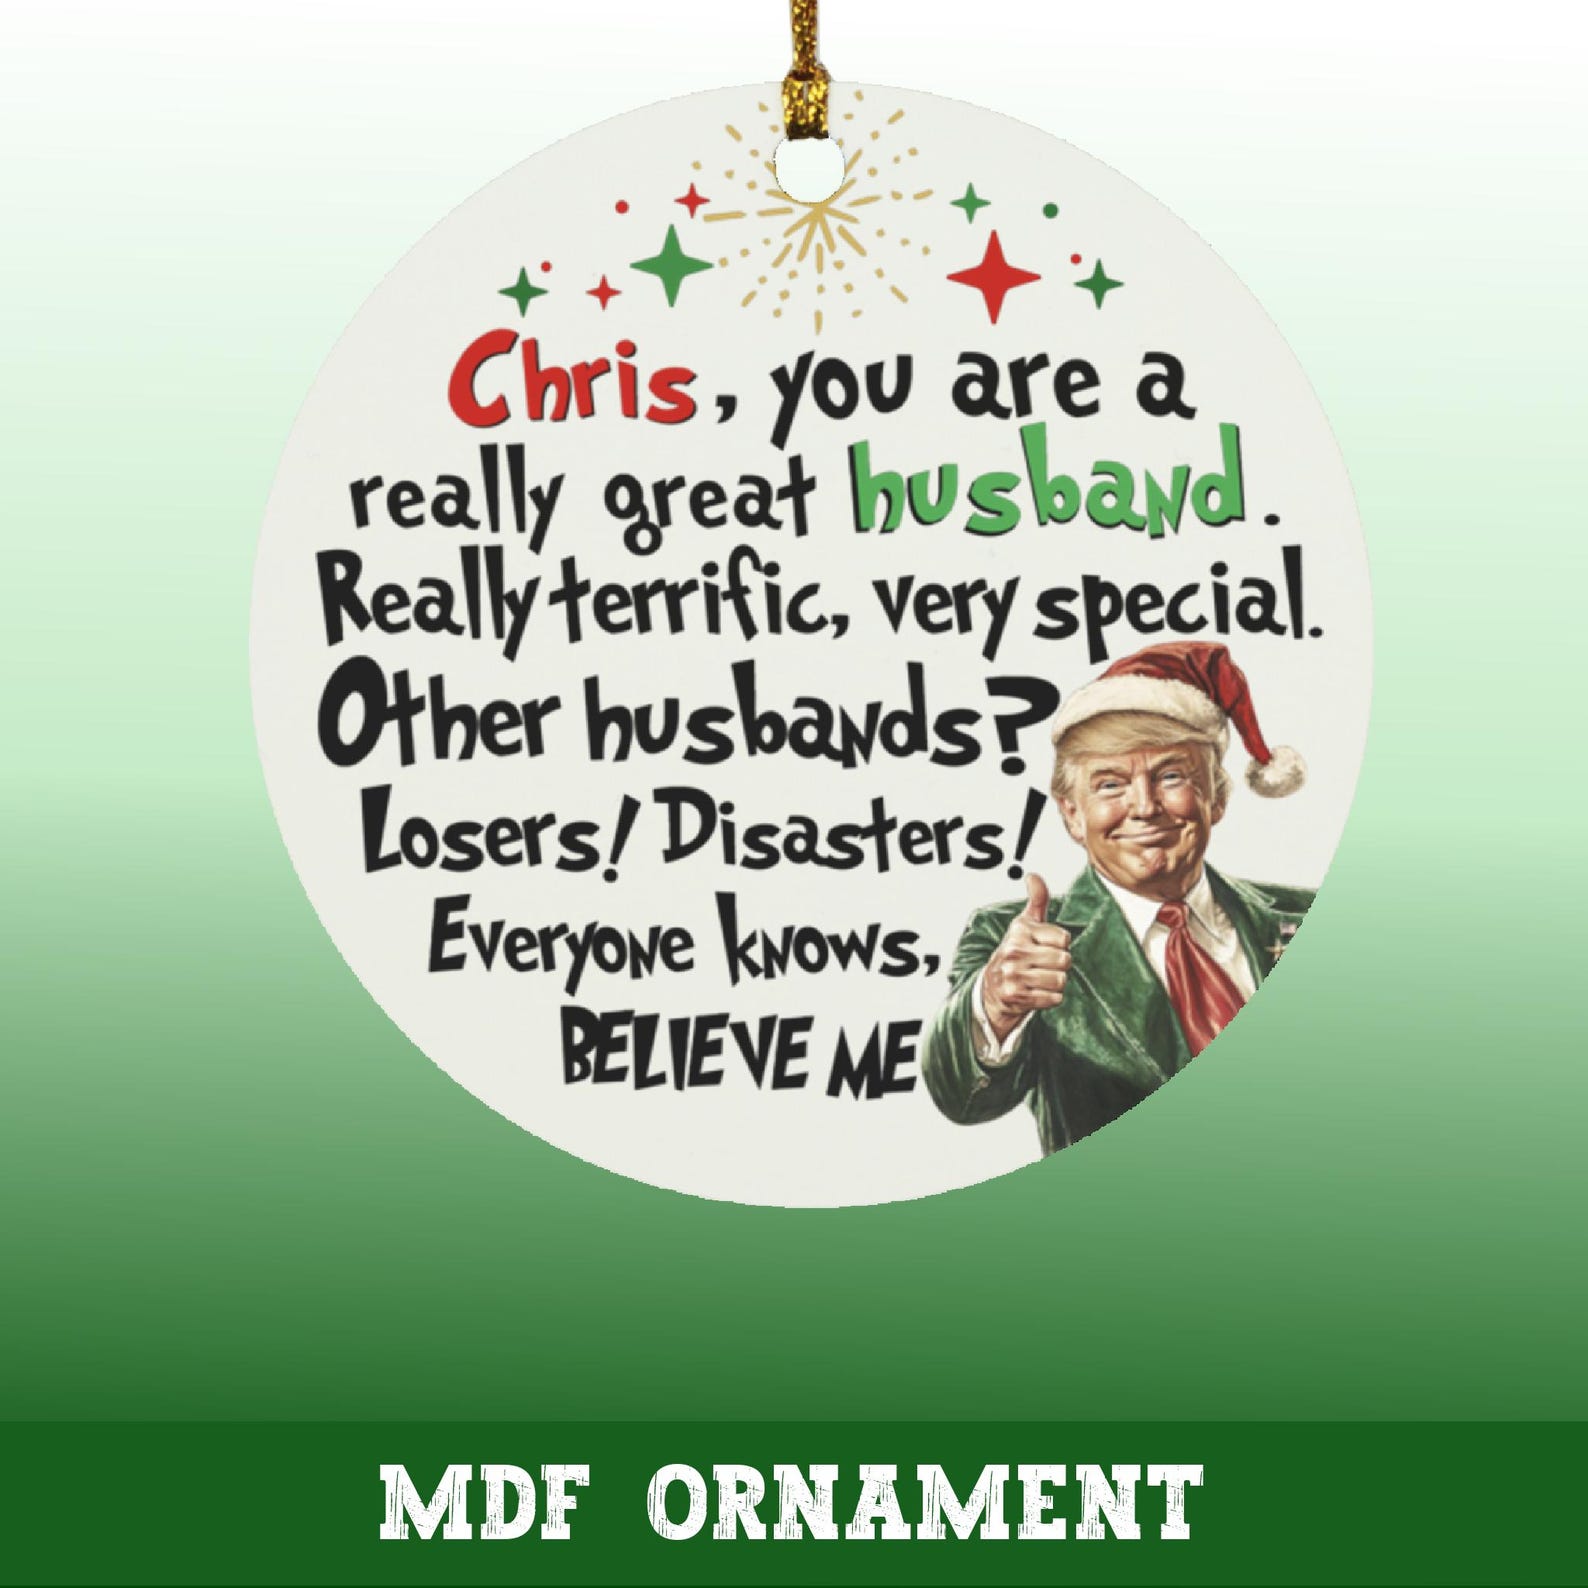 Chris, you are a
really great husband.
Really terrific, very special.
Other husbands?
Losers! Disasters!
Everyone knows,
BELIEVE ME
MDF ORNAMENT